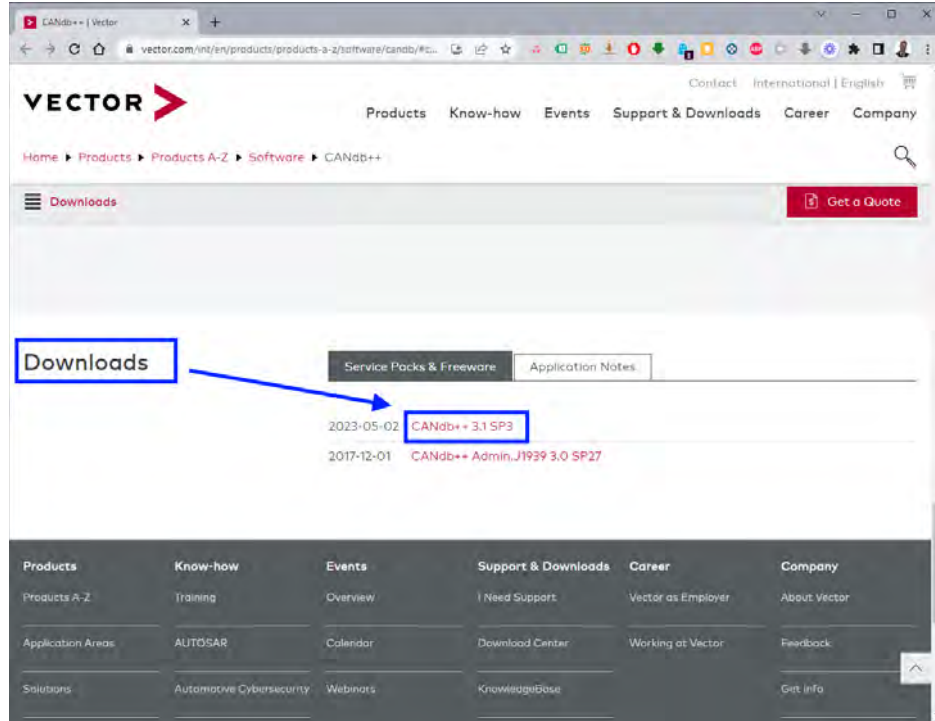 CANdb++ | Vector
vector.com/int/en/products/products-a-z/software/candb/#c...
Contact International | English
VECTOR
Products Know-how Events Support & Downloads Career Company
Home Products Products A-Z Software CANdb++
Downloads Get a Quote
Downloads
Service Packs & Freeware Application Notes
2023-05-02 CANdb++ 3.1 SP3
2017-12-01 CANdb++ Admin.J1939 3.0 SP27
Products Know-how Events Support & Downloads Career Company
Products A-Z Training Overview I Need Support Vector as Employer About Vector
Application Areas AUTOSAR Calendar Download Center Working at Vector Feedback
Solutions Automotive Cybersecurity Webinars KnowledgeBase Get Info